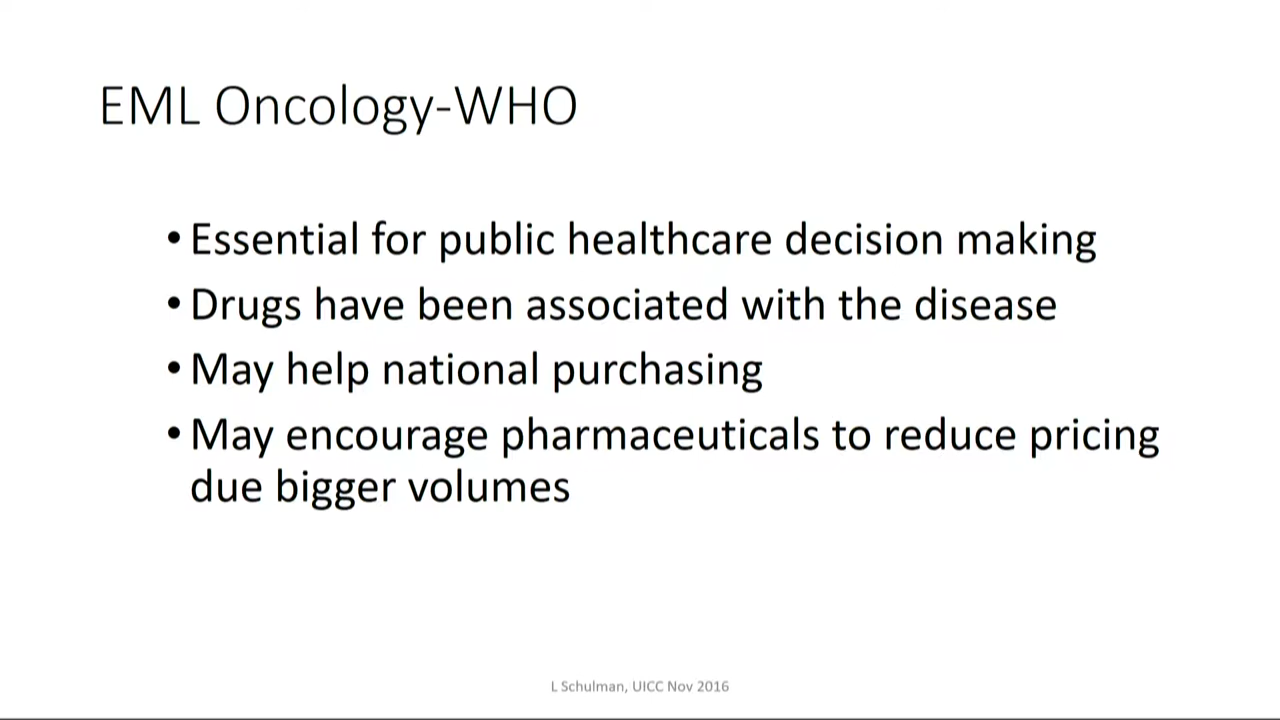 EML Oncology-WHO
• Essential for public healthcare decision making
• Drugs have been associated with the disease
• May help national purchasing
• May encourage pharmaceuticals to reduce pricing
due bigger volumes
L Schulman, UICC Nov 2016